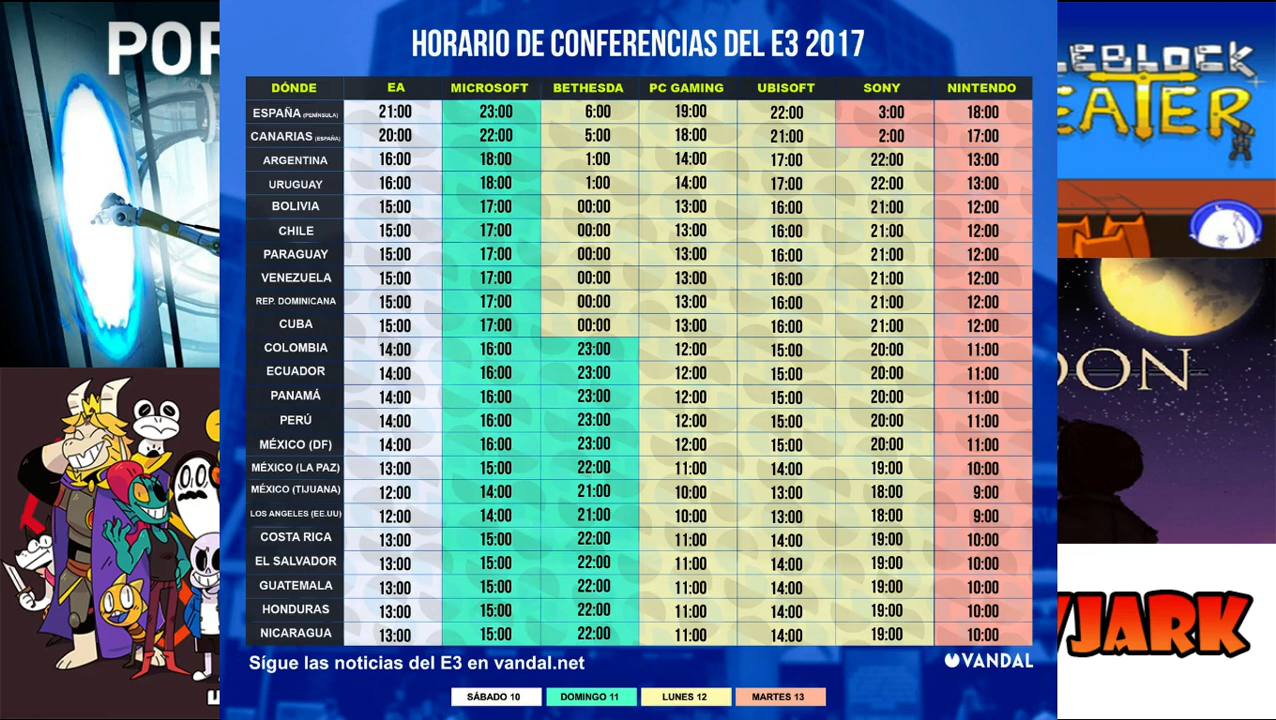 POR
HORARIO DE CONFERENCIAS DEL E3 2017
DÓNDE EA MICROSOFT BETHESDA PC GAMING UBISOFT SONY NINTENDO
ESPAÑA (PENÍNSULA) 21:00 23:00 6:00 19:00 22:00 3:00 18:00
CANARIAS (ESPAÑA) 20:00 22:00 5:00 18:00 21:00 2:00 17:00
ARGENTINA 16:00 18:00 1:00 14:00 17:00 22:00 13:00
URUGUAY 16:00 18:00 1:00 14:00 17:00 22:00 13:00
BOLIVIA 15:00 17:00 00:00 13:00 16:00 21:00 12:00
CHILE 15:00 17:00 00:00 13:00 16:00 21:00 12:00
PARAGUAY 15:00 17:00 00:00 13:00 16:00 21:00 12:00
VENEZUELA 15:00 17:00 00:00 13:00 16:00 21:00 12:00
REP. DOMINICANA 15:00 17:00 00:00 13:00 16:00 21:00 12:00
CUBA 15:00 17:00 00:00 13:00 16:00 21:00 12:00
COLOMBIA 14:00 16:00 23:00 12:00 15:00 20:00 11:00
ECUADOR 14:00 16:00 23:00 12:00 15:00 20:00 11:00
PANAMÁ 14:00 16:00 23:00 12:00 15:00 20:00 11:00
PERÚ 14:00 16:00 23:00 12:00 15:00 20:00 11:00
MÉXICO (DF) 14:00 16:00 23:00 12:00 15:00 20:00 11:00
MÉXICO (LA PAZ) 13:00 15:00 22:00 11:00 14:00 19:00 10:00
MÉXICO (TIJUANA) 12:00 14:00 21:00 10:00 13:00 18:00 9:00
LOS ANGELES (EE.UU) 12:00 14:00 21:00 10:00 13:00 18:00 9:00
COSTA RICA 13:00 15:00 22:00 11:00 14:00 19:00 10:00
EL SALVADOR 13:00 15:00 22:00 11:00 14:00 19:00 10:00
GUATEMALA 13:00 15:00 22:00 11:00 14:00 19:00 10:00
HONDURAS 13:00 15:00 22:00 11:00 14:00 19:00 10:00
NICARAGUA 13:00 15:00 22:00 11:00 14:00 19:00 10:00
Sígue las noticias del E3 en vandal.net
VANDAL
SÁBADO 10 DOMINGO 11 LUNES 12 MARTES 13
LEBLOCK
EATER
OON
JARK